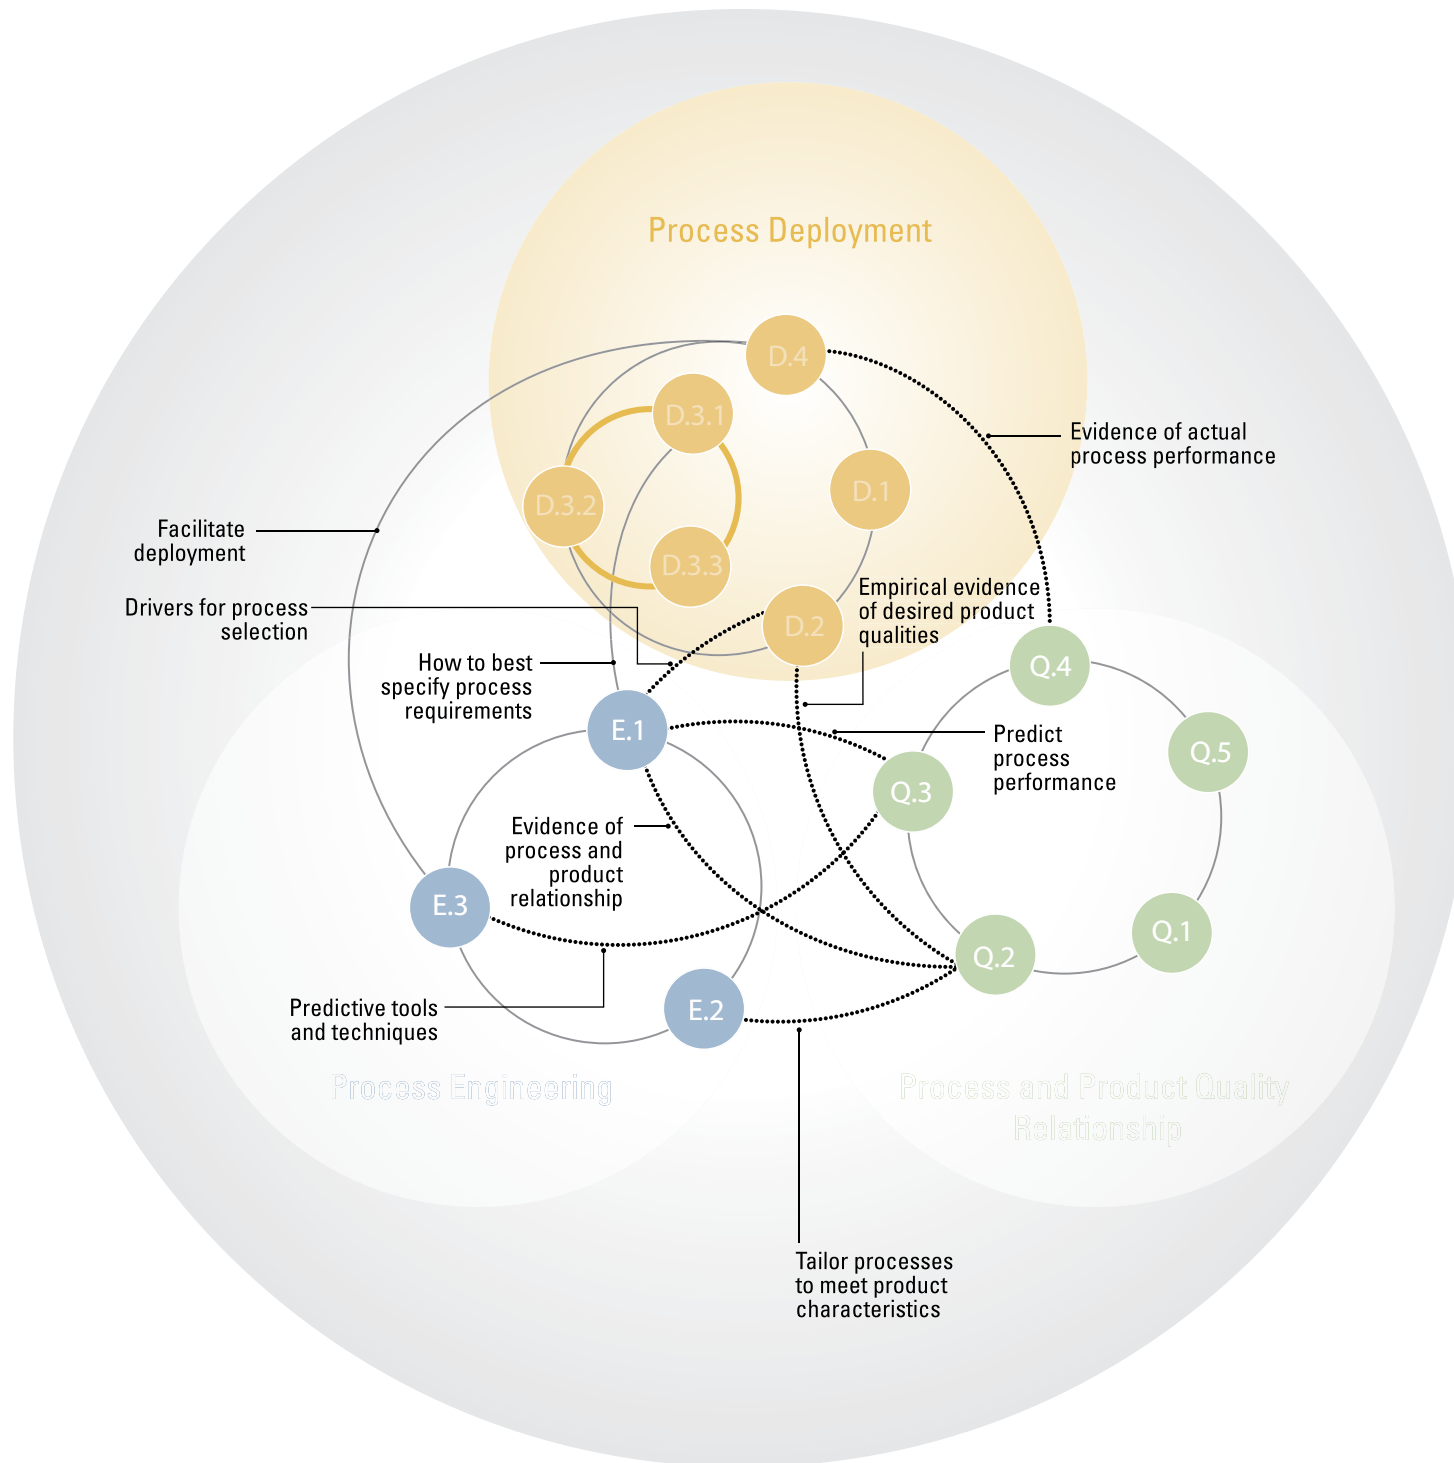 Process Deployment
D.4
D.3.1
Evidence of actual
process performance
D.1
D.3.2
Facilitate
deployment
D.3.3
Empirical evidence
of desired product
qualities
Drivers for process
selection
D.2
How to best
specify process
requirements
Q.4
E.1
Predict
process
performance
Q.5
Q.3
Evidence of
process and
product
relationship
E.3
Q.1
Q.2
Predictive tools
and techniques
E.2
Process Engineering
Process and Product Quality
Relationship
Tailor processes
to meet product
characteristics